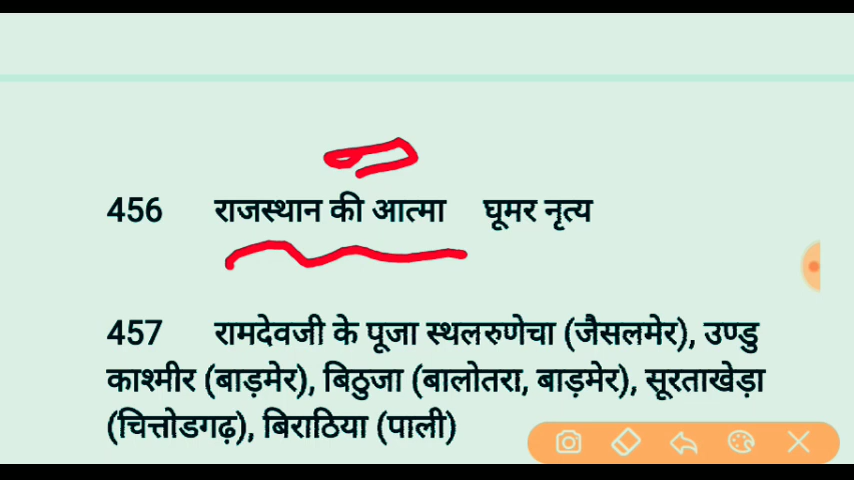 456 राजस्थान की आत्मा घूमर नृत्य
457 रामदेवजी के पूजा स्थलरुणेचा (जैसलमेर), उण्डु
काश्मीर (बाड़मेर), बिठुजा (बालोतरा, बाड़मेर), सूरताखेड़ा
(चित्तोडगढ़), बिराठिया (पाली)